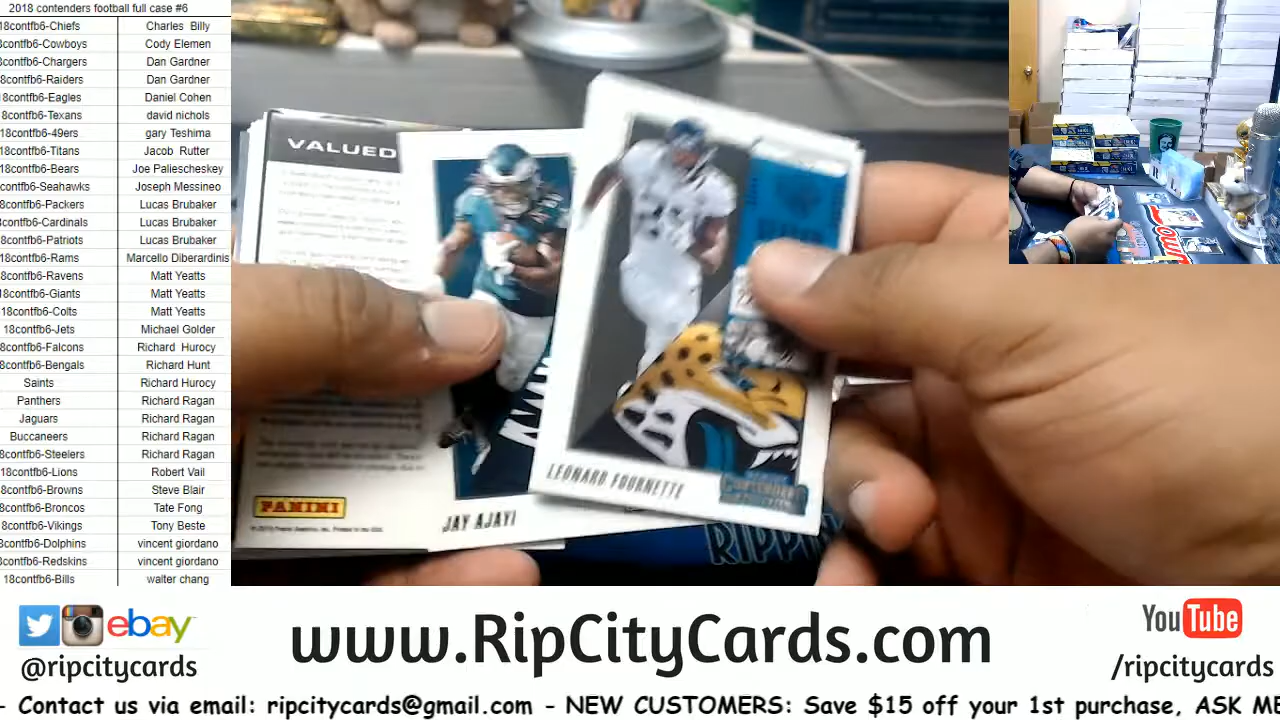 2018 contenders football full case #6
18contfb6-Chiefs Charles Billy
8contfb6-Cowboys Cody Elemen
8contfb6-Chargers Dan Gardner
8contfb6-Raiders Dan Gardner
8contfb6-Eagles Daniel Cohen
8contfb6-Texans david nichols
18contfb6-49ers gary Teshima
18contfb6-Titans Jacob Rutter
18contfb6-Bears Joe Paliescheskey
contfb6-Seahawks Joseph Messineo
8contfb6-Packers Lucas Brubaker
contfb6-Cardinals Lucas Brubaker
8contfb6-Patriots Lucas Brubaker
18contfb6-Rams Marcello Diberardinis
8contfb6-Ravens Matt Yeatts
18contfb6-Giants Matt Yeatts
18contfb6-Colts Matt Yeatts
18contfb6-Jets Michael Golder
8contfb6-Falcons Richard Hurocy
8contfb6-Bengals Richard Hunt
Saints Richard Hurocy
Panthers Richard Ragan
Jaguars Richard Ragan
Buccaneers Richard Ragan
8contfb6-Steelers Richard Ragan
18contfb6-Lions Robert Vail
8contfb6-Browns Steve Blair
8contfb6-Broncos Tate Fong
8contfb6-Vikings Tony Beste
8contfb6-Dolphins vincent giordano
contfb6-Redskins vincent giordano
18contfb6-Bills walter chang
VALUED
PANINI
JAY AJAYI
LEONARD FOURNETTE
CONTENDERS
RIPPIN
ebay
@ripcitycards
www.RipCityCards.com
YouTube
/ripcitycards
- Contact us via email: ripcitycards@gmail.com - NEW CUSTOMERS: Save $15 off your 1st purchase, ASK ME